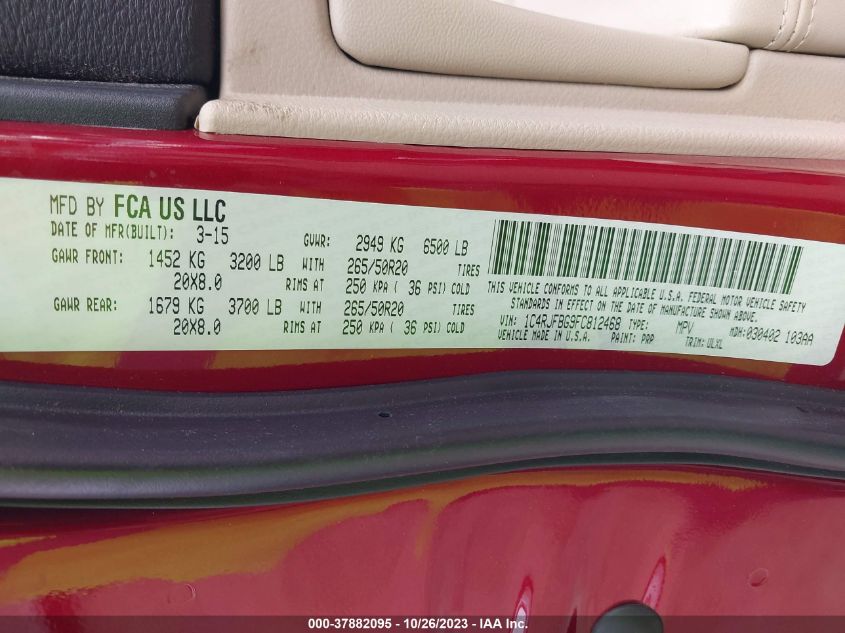 MFD BY FCA US LLC
DATE OF MFR(BUILT): 3-15 GVWR: 2949 KG 6500 LB
GAWR FRONT: 1452 KG 3200 LB WITH 265/50R20 TIRES
20X8.0 RIMS AT 250 KPA ( 36 PSI) COLD
GAWR REAR: 1679 KG 3700 LB WITH 265/50R20 TIRES
20X8.0 RIMS AT 250 KPA ( 36 PSI) COLD
THIS VEHICLE CONFORMS TO ALL APPLICABLE U.S.A. FEDERAL MOTOR VEHICLE SAFETY
STANDARDS IN EFFECT ON THE DATE OF MANUFACTURE SHOWN ABOVE.
VIN: 1C4RJFBG9FC812468 TYPE: MPV MDH:030402 103AA
VEHICLE MADE IN U.S.A. PAINT: PRP TRIM: ULXL
000-37882095 - 10/26/2023 - IAA Inc.